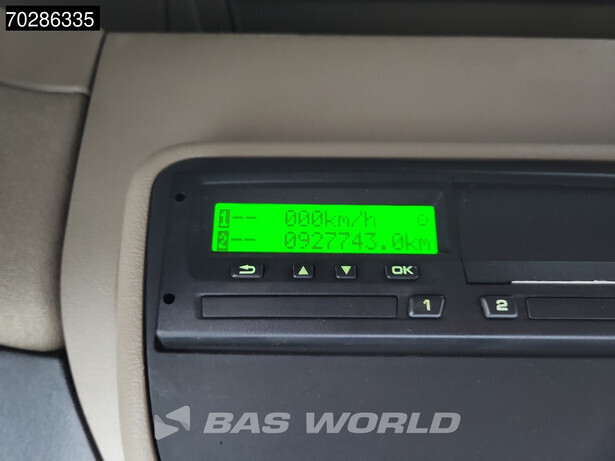 70286335
1-- 000km/h
2-- 0927743.0km
OK
1
2
BAS WORLD